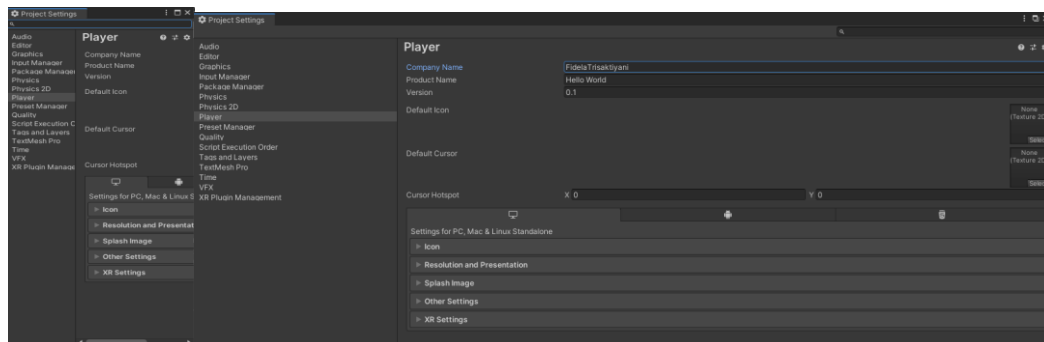 Project Settings
Audio
Editor
Graphics
Input Manager
Package Manager
Physics
Physics 2D
Player
Preset Manager
Quality
Script Execution C
Tags and Layers
TextMesh Pro
Time
VFX
XR Plugin Manage
Player
Company Name
Product Name
Version
Default Icon
Default Cursor
Cursor Hotspot
Settings for PC, Mac & Linux S
Icon
Resolution and Presentat
Splash Image
Other Settings
XR Settings
Project Settings
Audio
Editor
Graphics
Input Manager
Package Manager
Physics
Physics 2D
Player
Preset Manager
Quality
Script Execution Order
Tags and Layers
TextMesh Pro
Time
VFX
XR Plugin Management
Player
Company Name FidelaTrisaktiyani
Product Name Hello World
Version 0.1
Default Icon
None
(Texture 2D
Selec
Default Cursor
None
(Texture 2D
Selec
Cursor Hotspot X 0 Y 0
Settings for PC, Mac & Linux Standalone
Icon
Resolution and Presentation
Splash Image
Other Settings
XR Settings